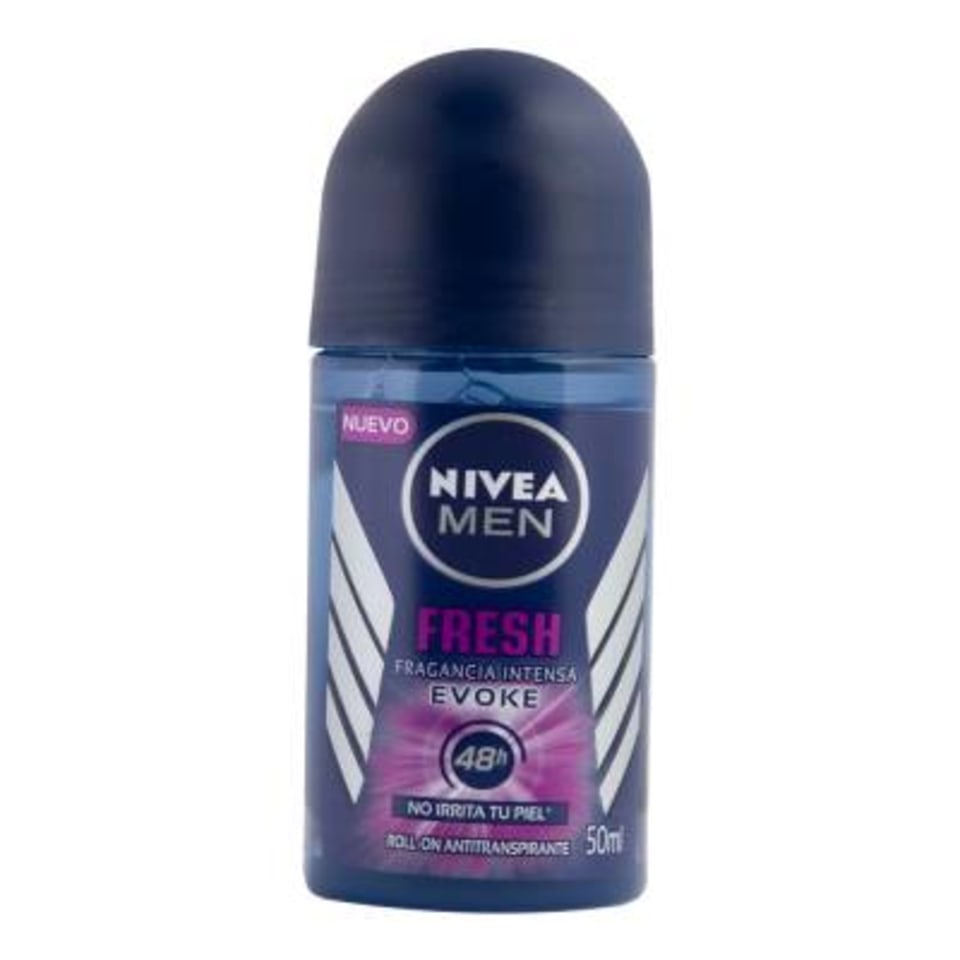 NUEVO
NIVEA
MEN
FRESH
FRAGANCIA INTENSA
EVOKE
48h
NO IRRITA TU PIEL*
ROLL-ON ANTITRANSPIRANTE
50ml